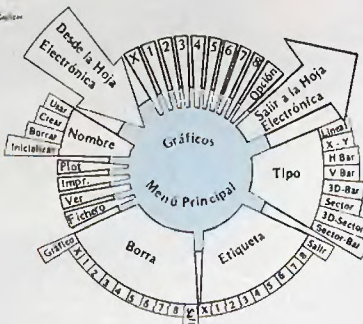 Gráficos
Desde la Hoja
Electrónica
X
1
2
3
4
5
6
7
8
Opción
Salir a la Hoja
Electrónica
Usar
Crear
Borrar
Inicializar
Nombre
Plot
Impr.
Ver
Fichero
Gráficos
Menú Principal
Tipo
Línea
X - Y
H Bar
V Bar
Sector
3D-Bar
3D-Sector
Sector-Bar
Borra
Gráfico
X
1
2
3
4
5
6
7
8
Etiqueta
X
1
2
3
4
5
6
7
8
Salir